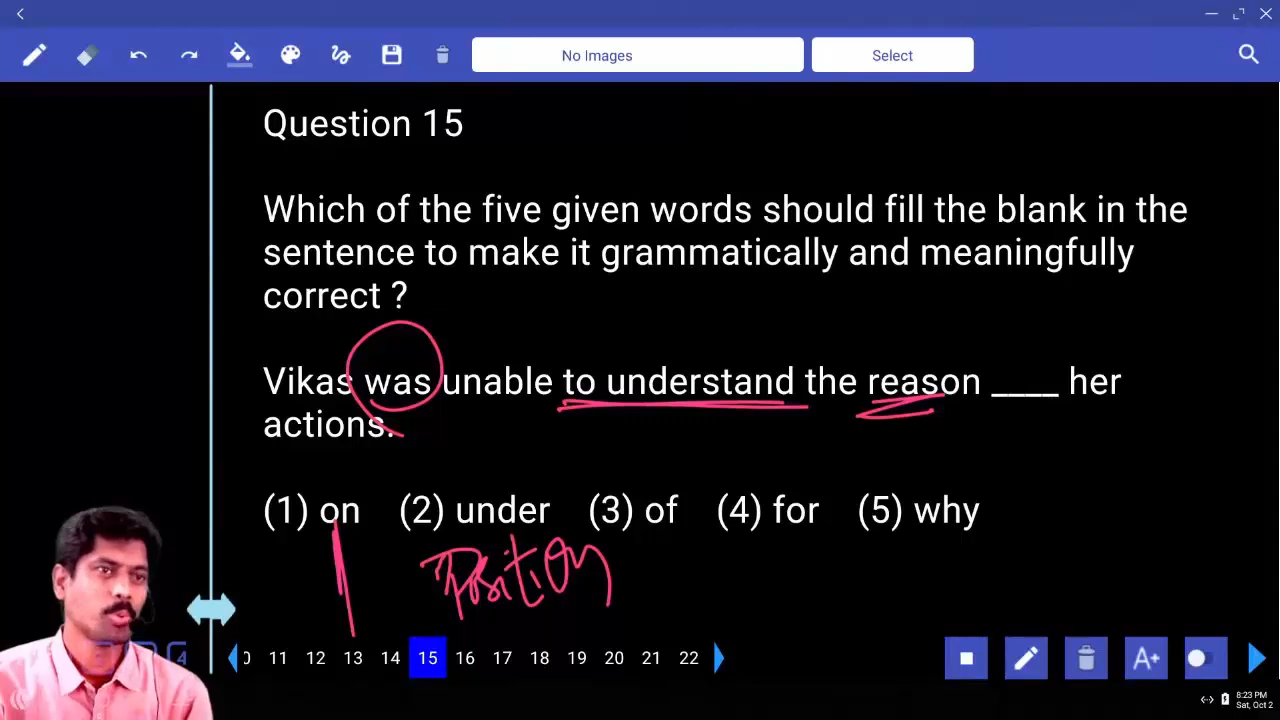 No Images
Select
Question 15
Which of the five given words should fill the blank in the
sentence to make it grammatically and meaningfully
correct ?
Vikas was unable to understand the reason ____ her
actions.
(1) on (2) under (3) of (4) for (5) why
Position
0 11 12 13 14 15 16 17 18 19 20 21 22
A+
8:23 PM
Sat, Oct 2